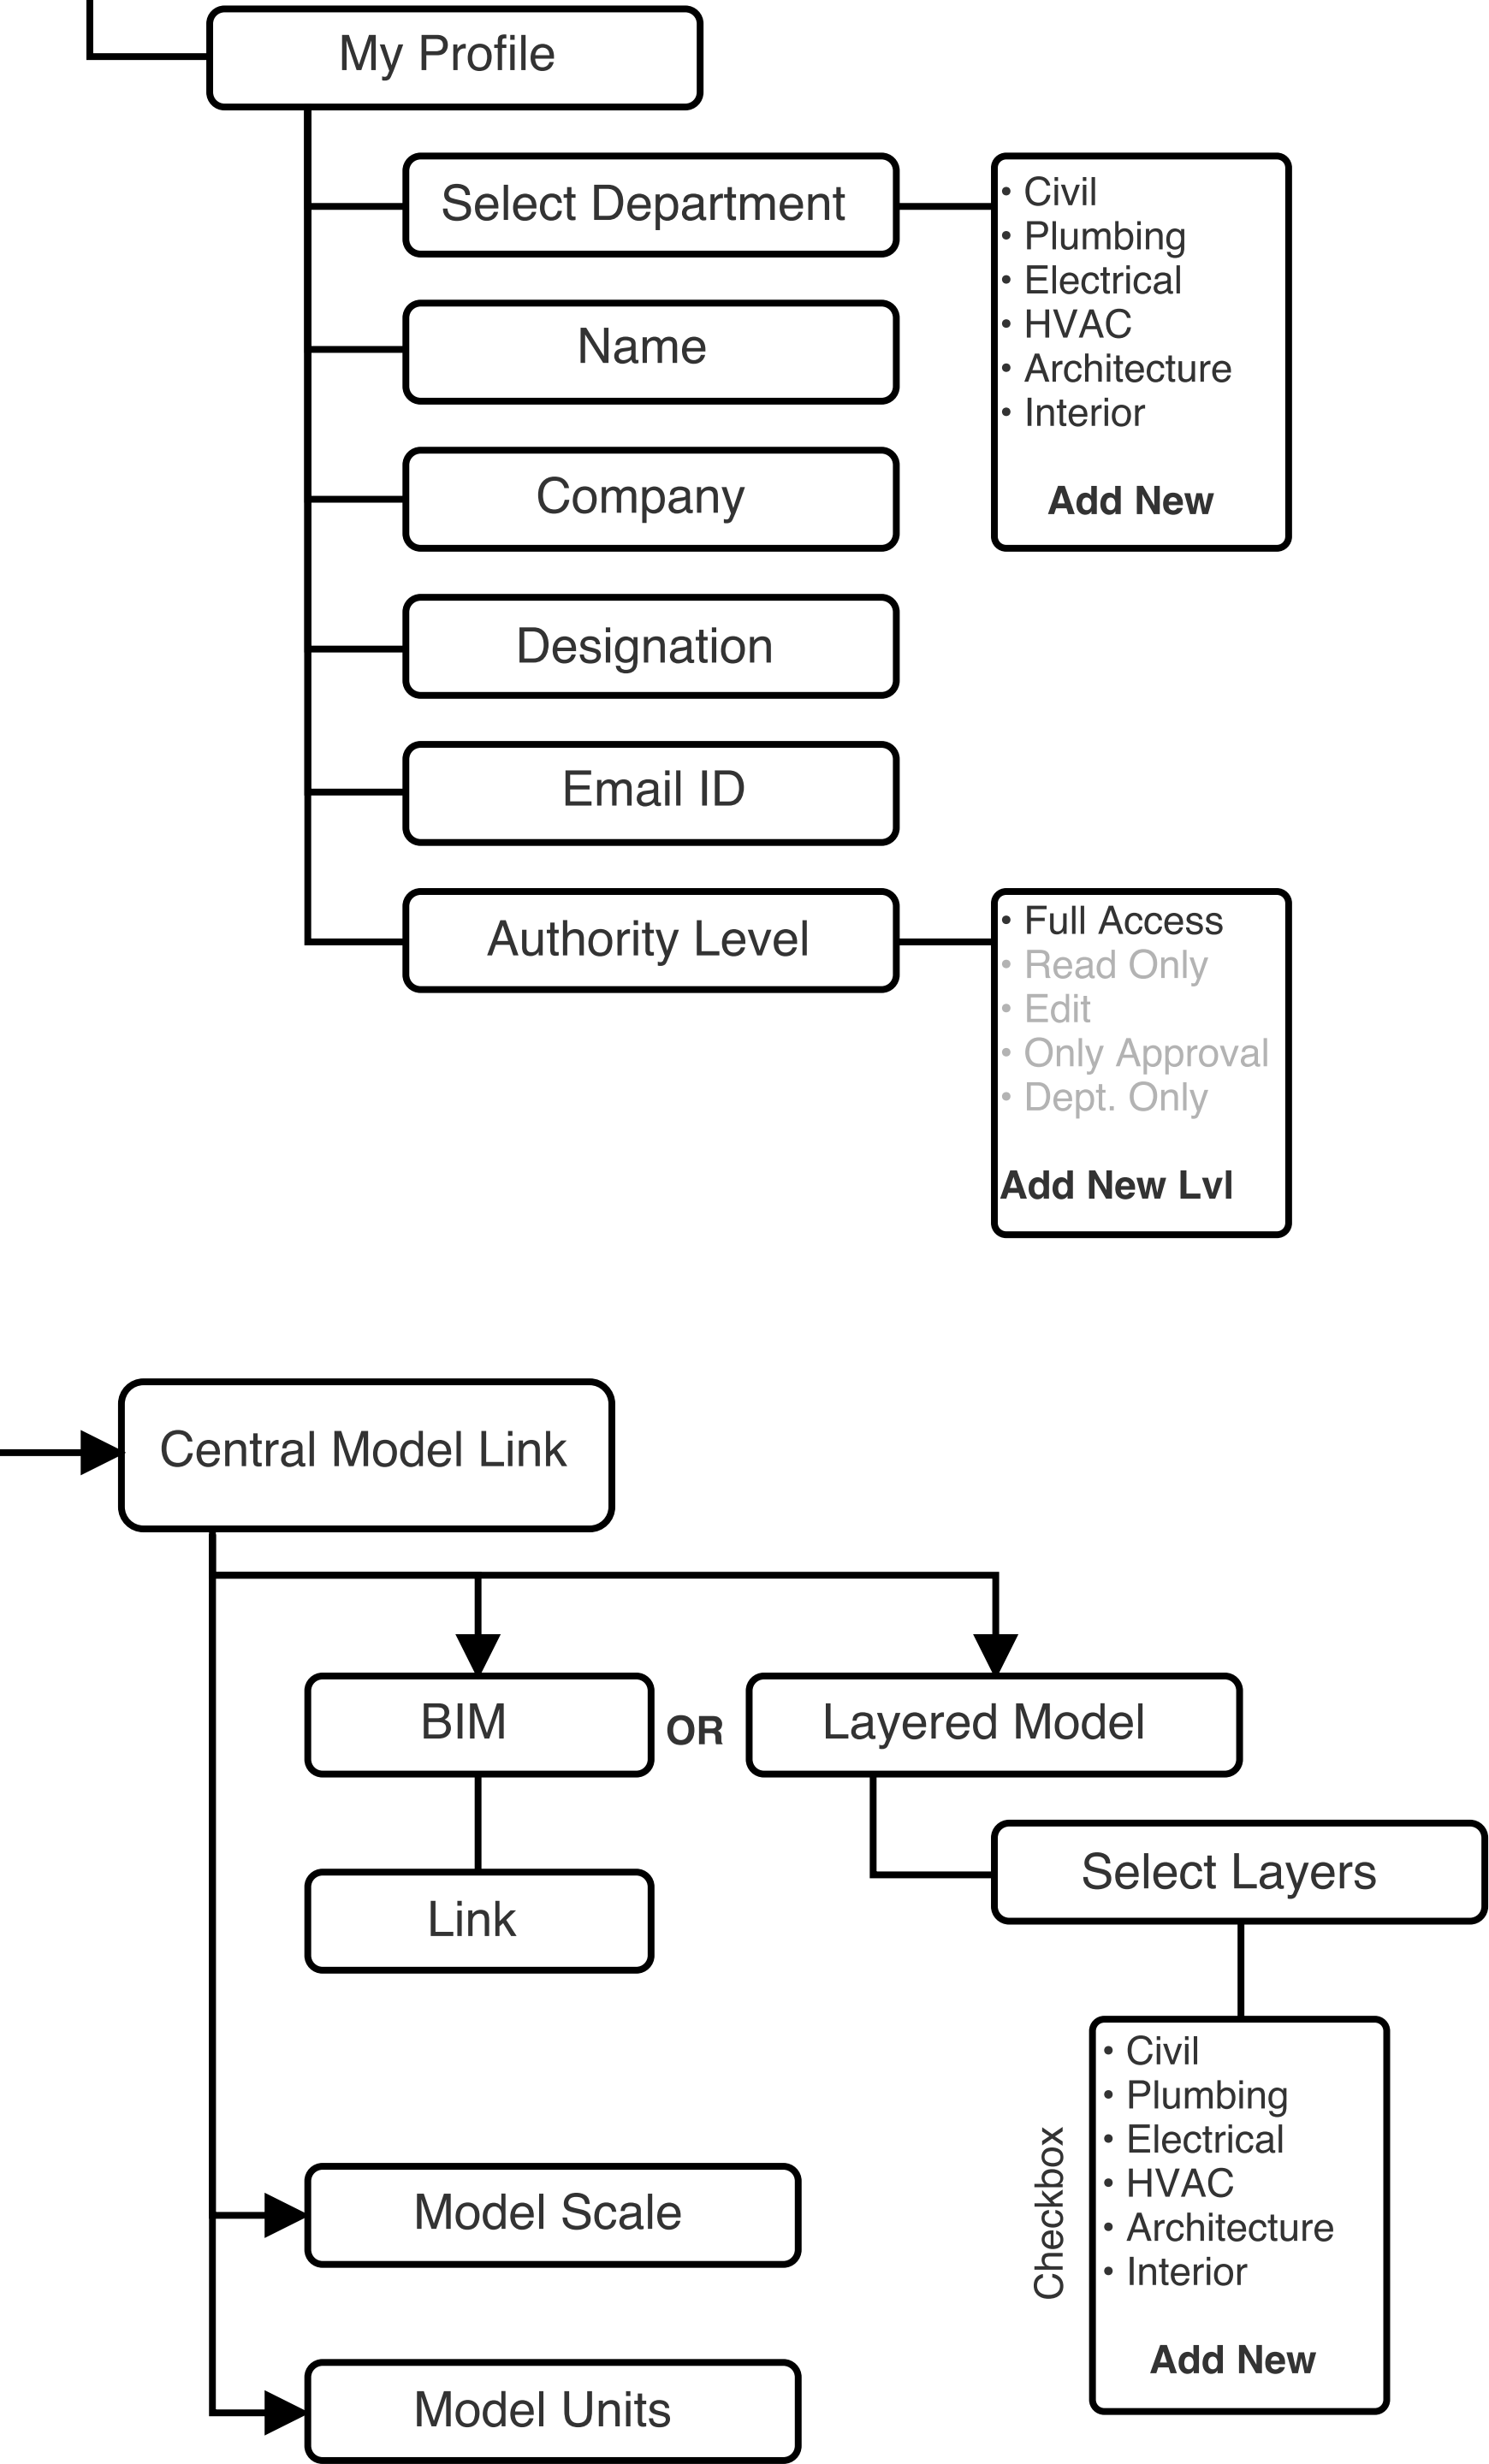 My Profile
Select Department
• Civil
• Plumbing
• Electrical
• HVAC
• Architecture
• Interior
Add New
Name
Company
Designation
Email ID
Authority Level
• Full Access
• Read Only
• Edit
• Only Approval
• Dept. Only
Add New Lvl
Central Model Link
BIM
OR
Layered Model
Link
Select Layers
Checkbox
• Civil
• Plumbing
• Electrical
• HVAC
• Architecture
• Interior
Add New
Model Scale
Model Units